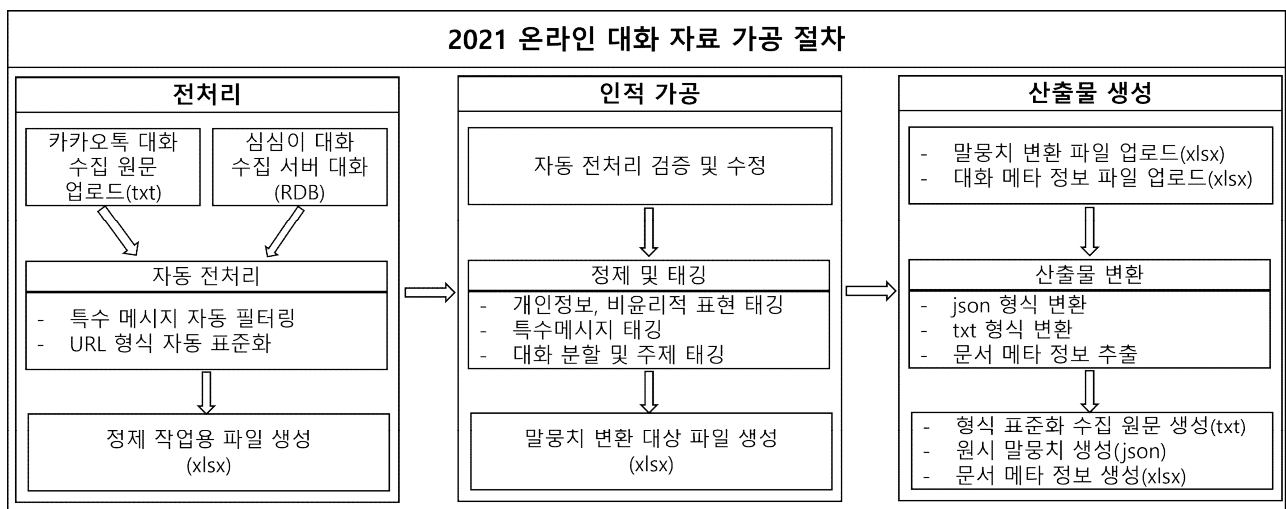 2021 온라인 대화 자료 가공 절차
전처리
카카오톡 대화
수집 원문
업로드(txt)
심심이 대화
수집 서버 대화
(RDB)
자동 전처리
- 특수 메시지 자동 필터링
- URL 형식 자동 표준화
정제 작업용 파일 생성
(xlsx)
인적 가공
자동 전처리 검증 및 수정
정제 및 태깅
- 개인정보, 비윤리적 표현 태깅
- 특수메시지 태깅
- 대화 분할 및 주제 태깅
말뭉치 변환 대상 파일 생성
(xlsx)
산출물 생성
- 말뭉치 변환 파일 업로드(xlsx)
- 대화 메타 정보 파일 업로드(xlsx)
산출물 변환
- json 형식 변환
- txt 형식 변환
- 문서 메타 정보 추출
- 형식 표준화 수집 원문 생성(txt)
- 원시 말뭉치 생성(json)
- 문서 메타 정보 생성(xlsx)